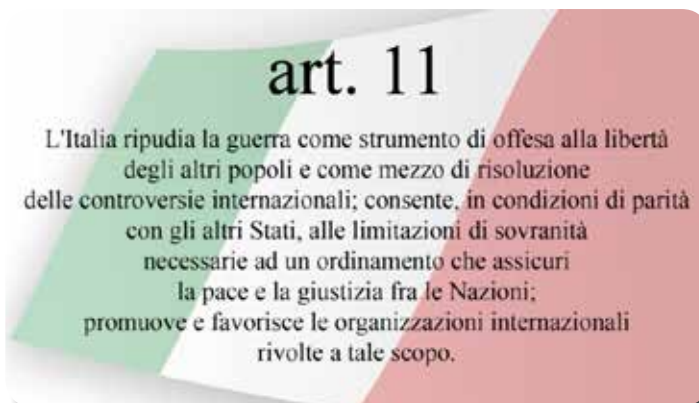 art. 11
L'Italia ripudia la guerra come strumento di offesa alla libertà
degli altri popoli e come mezzo di risoluzione
delle controversie internazionali; consente, in condizioni di parità
con gli altri Stati, alle limitazioni di sovranità
necessarie ad un ordinamento che assicuri
la pace e la giustizia fra le Nazioni;
promuove e favorisce le organizzazioni internazionali
rivolte a tale scopo.